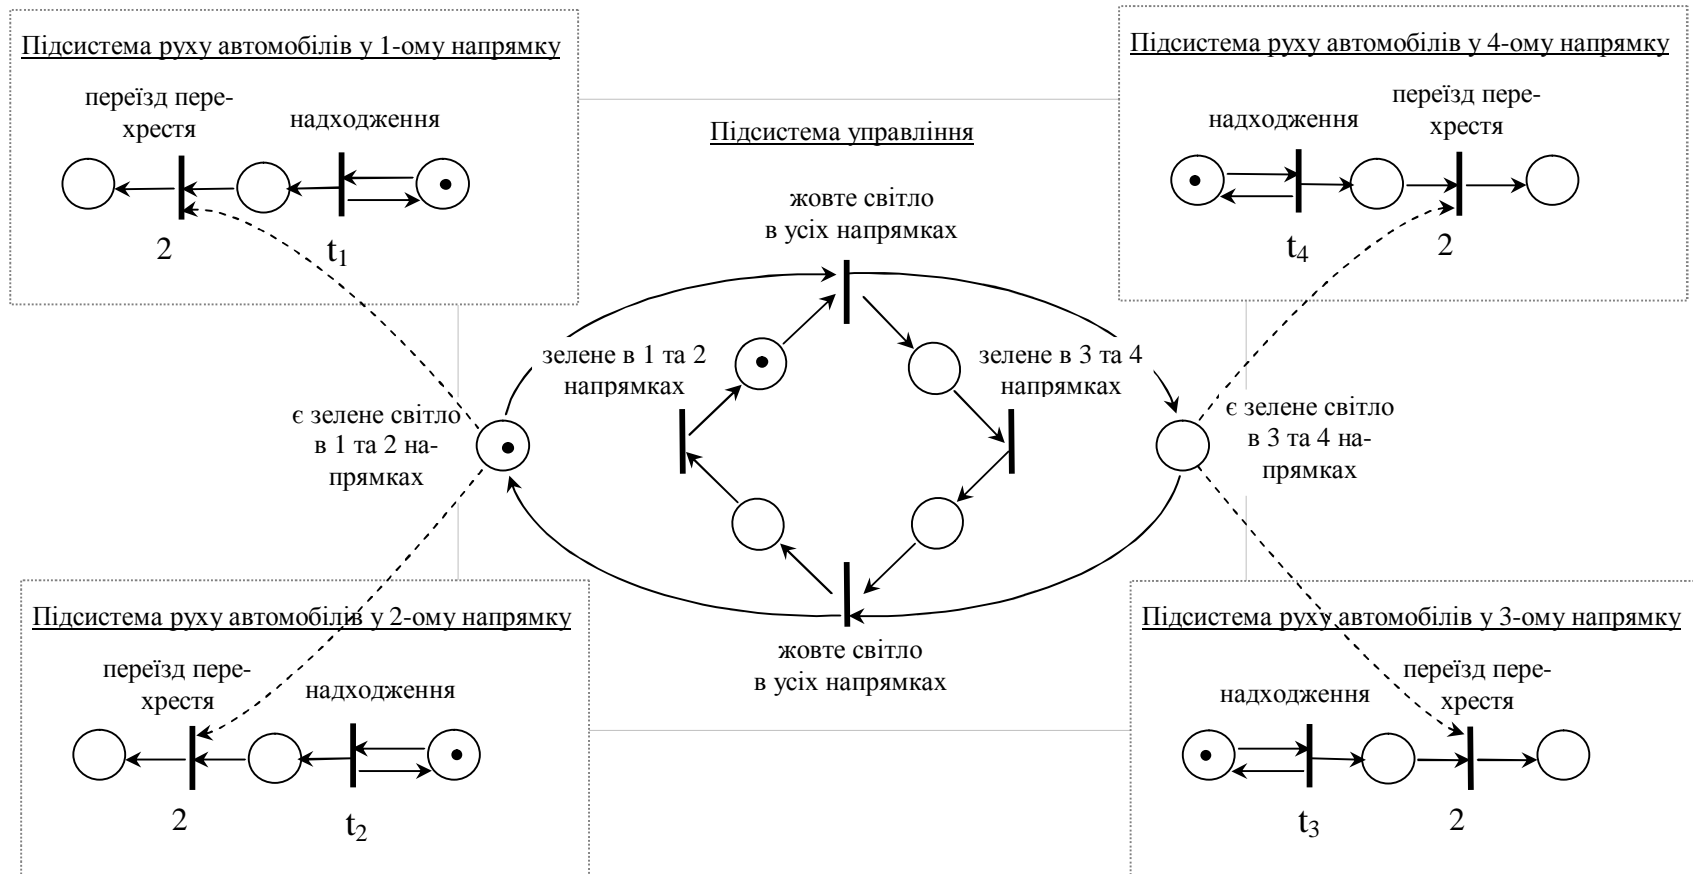 Підсистема руху автомобілів у 1-ому напрямку
переїзд пере-
хрестя
надходження
2
t₁
Підсистема управління
жовте світло
в усіх напрямках
Підсистема руху автомобілів у 4-ому напрямку
надходження
переїзд пере-
хрестя
t₄
2
зелене в 1 та 2
напрямках
зелене в 3 та 4
напрямках
є зелене світло
в 1 та 2 на-
прямках
є зелене світло
в 3 та 4 на-
прямках
Підсистема руху автомобілів у 2-ому напрямку
переїзд пере-
хрестя
надходження
2
t₂
жовте світло
в усіх напрямках
Підсистема руху автомобілів у 3-ому напрямку
надходження
переїзд пере-
хрестя
t₃
2